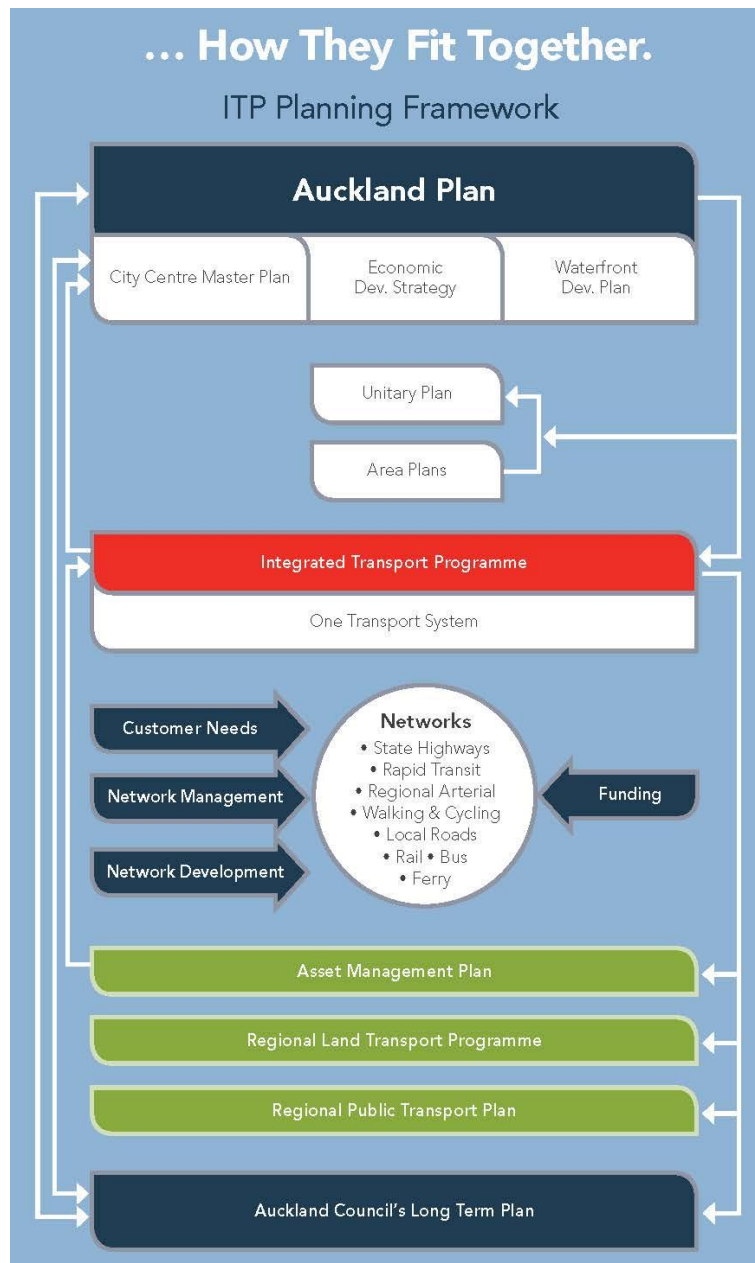 ... How They Fit Together.
ITP Planning Framework
Auckland Plan
City Centre Master Plan
Economic
Dev. Strategy
Waterfront
Dev. Plan
Unitary Plan
Area Plans
Integrated Transport Programme
One Transport System
Customer Needs
Network Management
Network Development
Networks
• State Highways
• Rapid Transit
• Regional Arterial
• Walking & Cycling
• Local Roads
• Rail • Bus
• Ferry
Funding
Asset Management Plan
Regional Land Transport Programme
Regional Public Transport Plan
Auckland Council's Long Term Plan